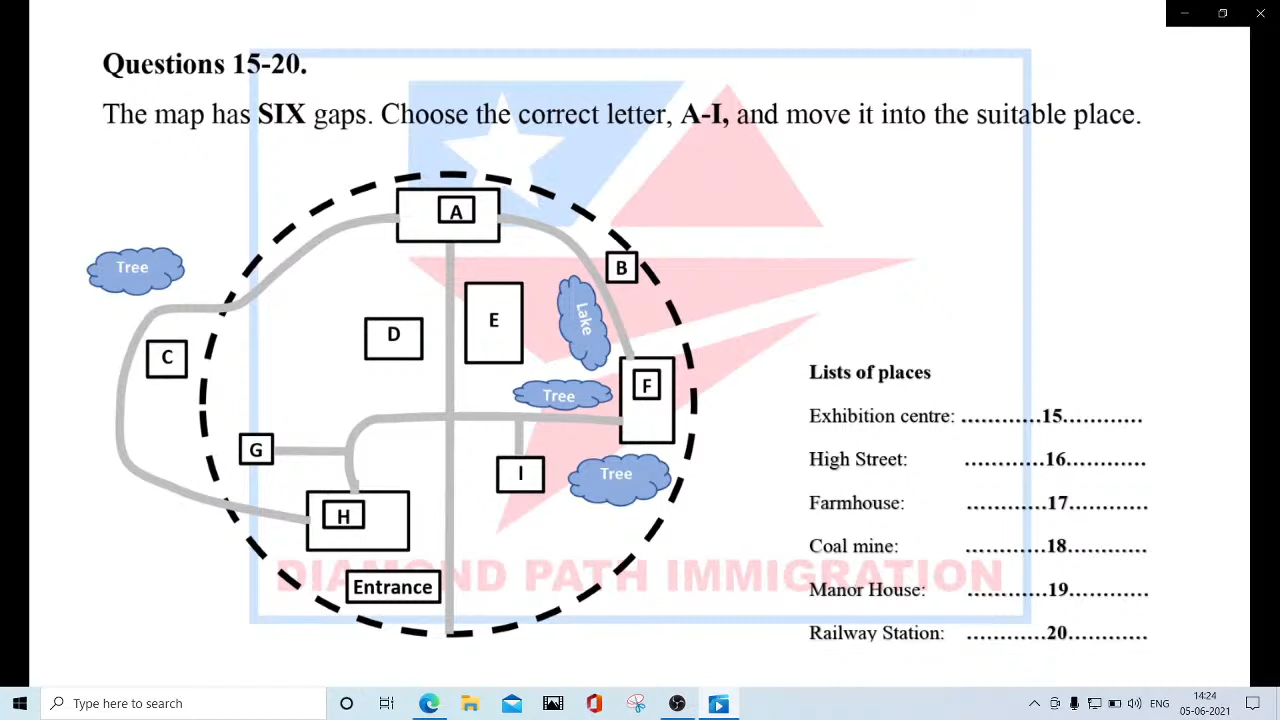 Questions 15-20.
The map has SIX gaps. Choose the correct letter, A-I, and move it into the suitable place.
A
Tree
B
Lake
E
D
C
Lists of places
F
Tree
Exhibition centre: ............15............
High Street: ............16............
G
I
Tree
Farmhouse: ............17............
H
Coal mine: ............18............
DIAMOND PATH IMMIGRATION
Entrance
Manor House: ............19............
Railway Station: ............20............
Type here to search
ENG
14:24
05-06-2021